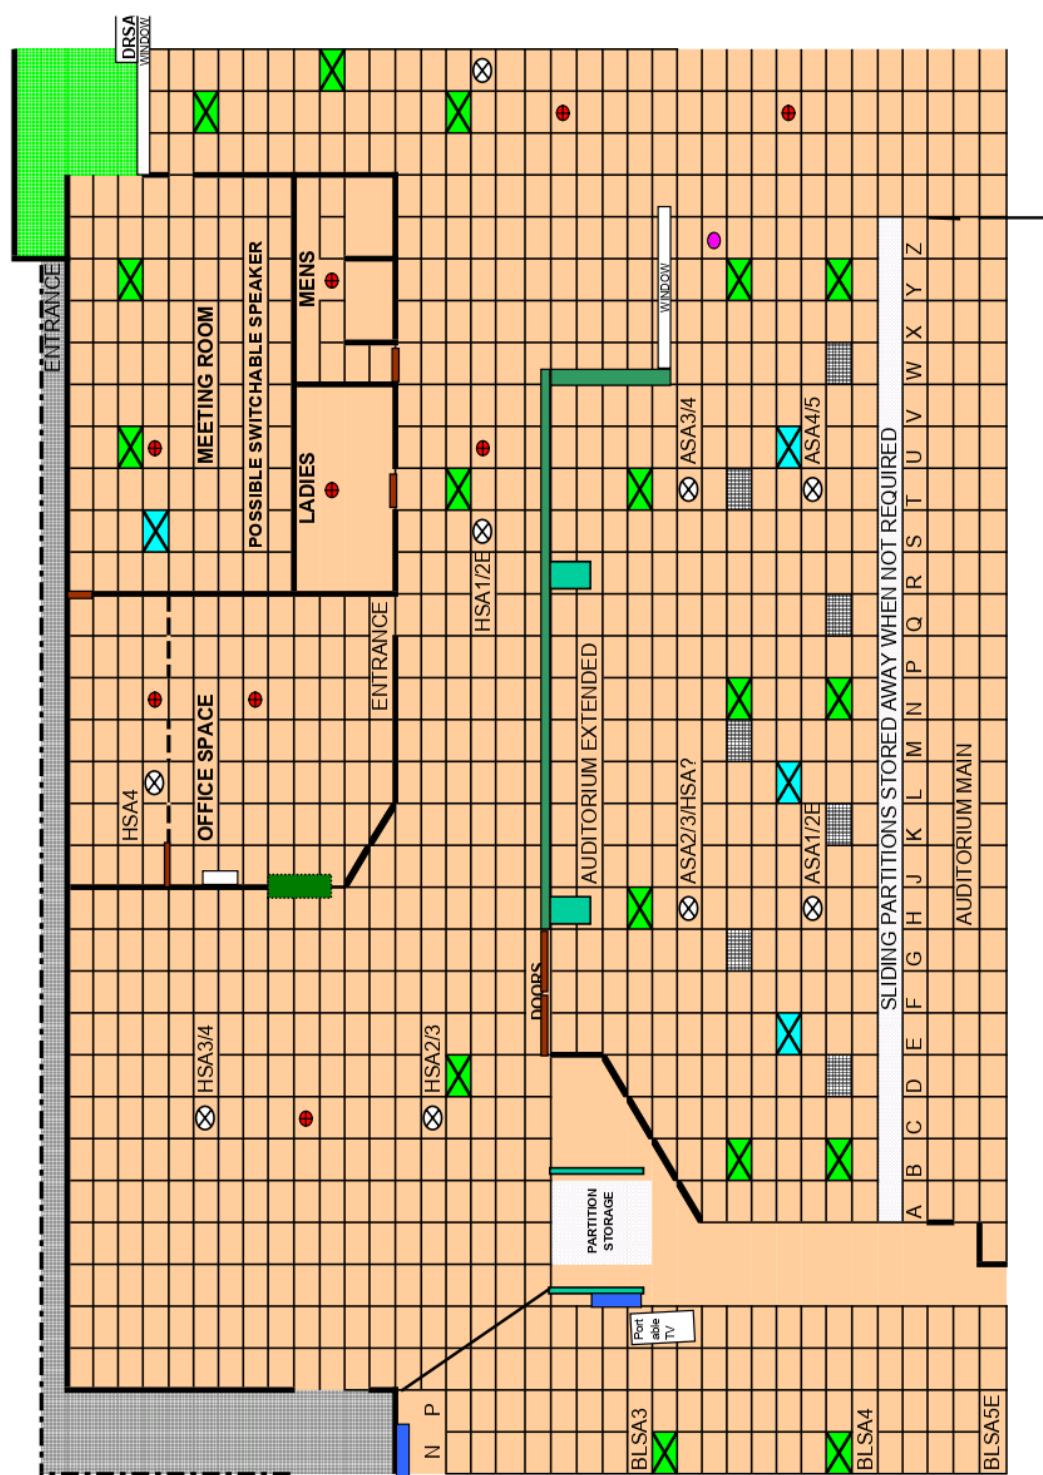 DRSA
WINDOW
ENTRANCE
MEETING ROOM
POSSIBLE SWITCHABLE SPEAKER
MENS
LADIES
WINDOW
HSA1/2E
ASA3/4
ASA4/5
ENTRANCE
OFFICE SPACE
HSA4
AUDITORIUM EXTENDED
ASA2/3/HSA?
ASA1/2E
SLIDING PARTITIONS STORED AWAY WHEN NOT REQUIRED
A B C D E F G H J K L M N P Q R S T U V W X Y Z
AUDITORIUM MAIN
DOORS
HSA3/4
HSA2/3
PARTITION
STORAGE
Port
able
TV
N P
BLSA3
BLSA4
BLSA5E